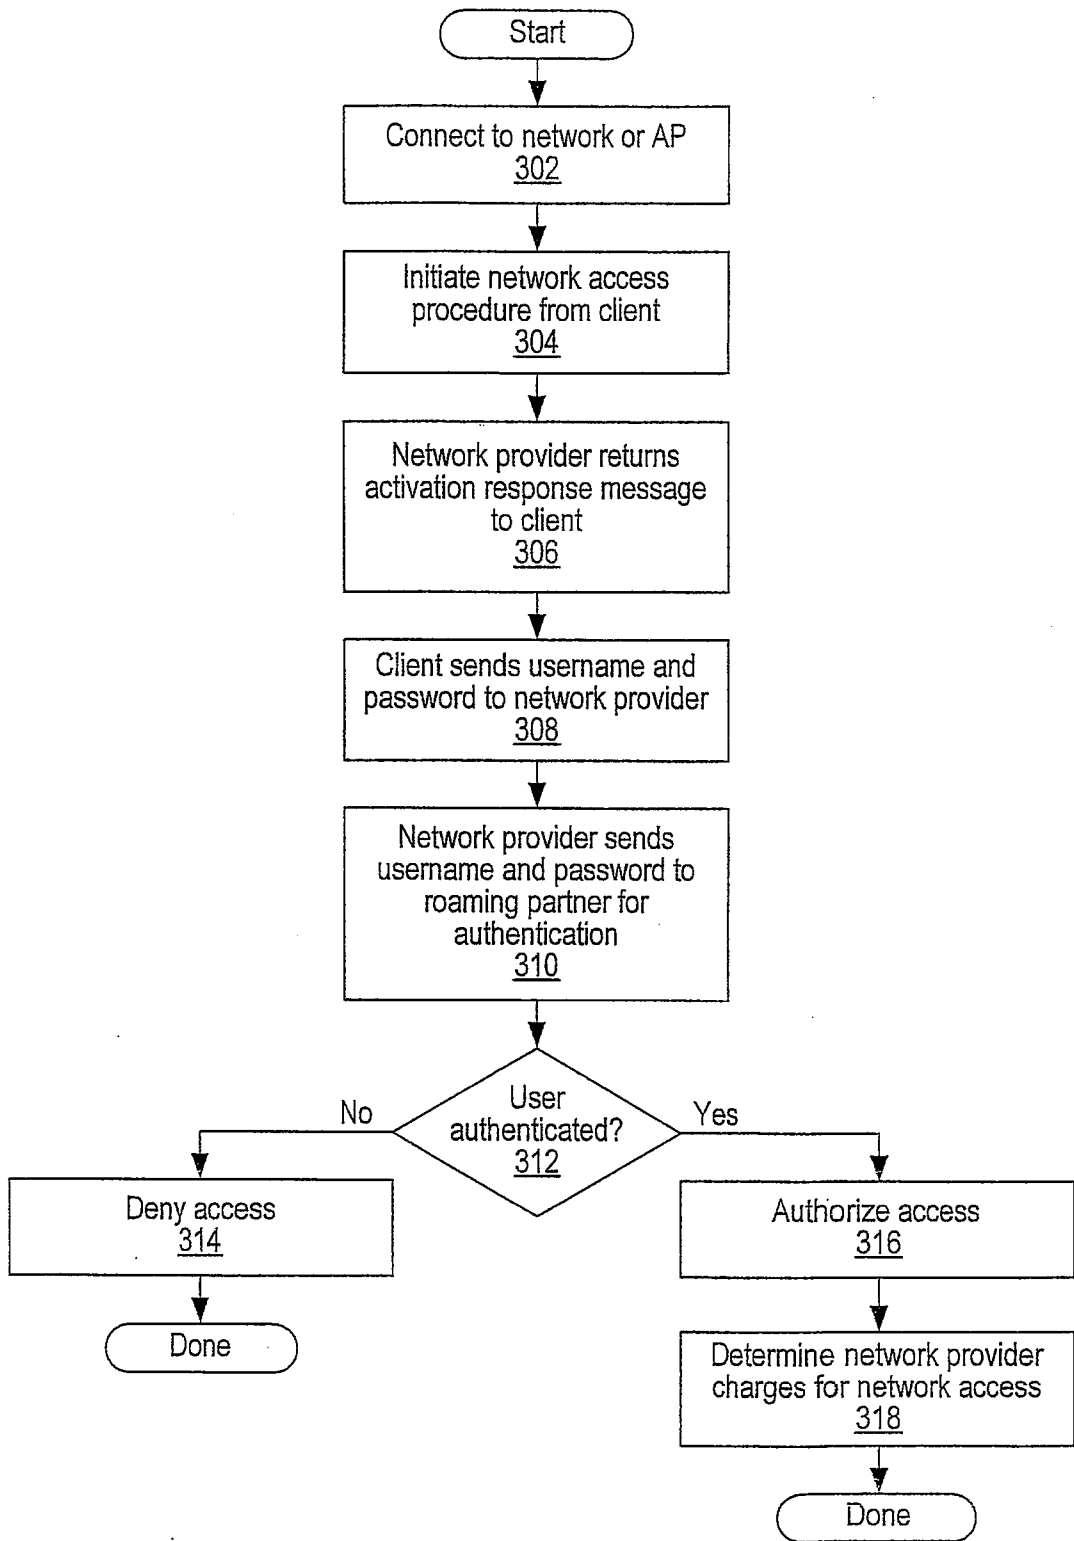 Start
Connect to network or AP
302
Initiate network access
procedure from client
304
Network provider returns
activation response message
to client
306
Client sends username and
password to network provider
308
Network provider sends
username and password to
roaming partner for
authentication
310
User
authenticated?
312
No
Yes
Deny access
314
Done
Authorize access
316
Determine network provider
charges for network access
318
Done